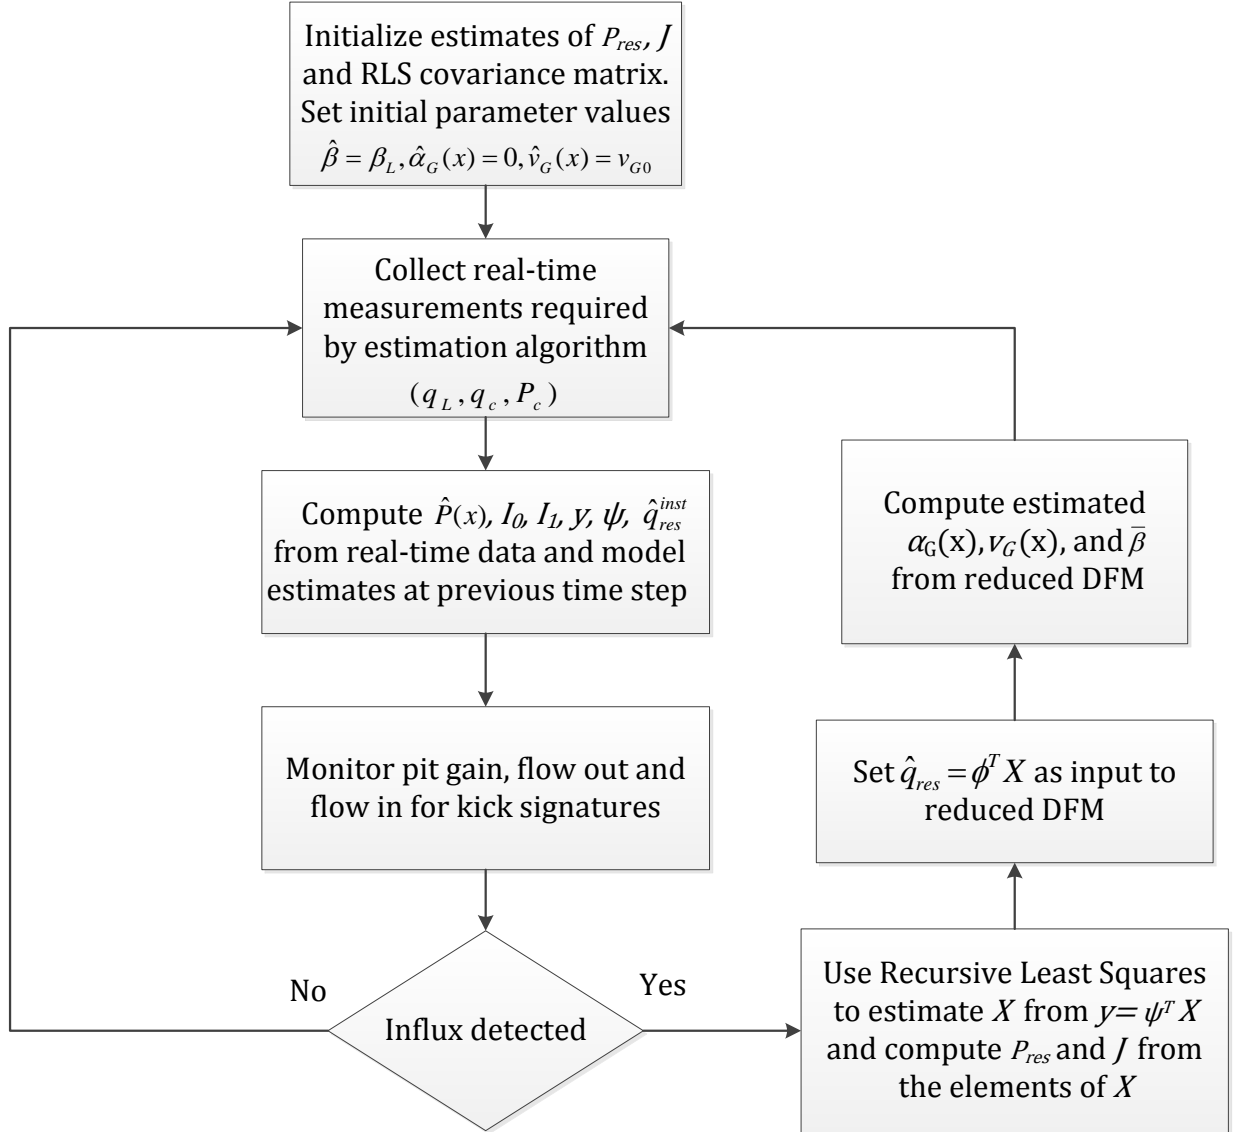 Initialize estimates of P_res, J
and RLS covariance matrix.
Set initial parameter values
β̂ = β_L, α̂_G(x) = 0, v̂_G(x) = v_G0
Collect real-time
measurements required
by estimation algorithm
(q_L, q_c, P_c)
Compute P̂(x), I_0, I_1, y, ψ, q̂_res^inst
from real-time data and model
estimates at previous time step
Monitor pit gain, flow out and
flow in for kick signatures
No
Influx detected
Yes
Use Recursive Least Squares
to estimate X from y= ψ^T X
and compute P_res and J from
the elements of X
Set q̂_res = ϕ^T X as input to
reduced DFM
Compute estimated
α_G(x), v_G(x), and β̄
from reduced DFM